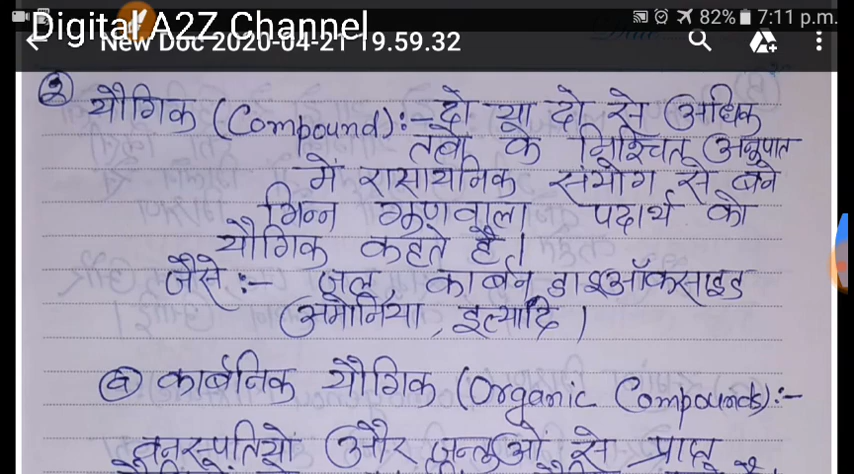 Digital A2Z Channel
82% 7:11 p.m.
New Doc 2020-04-21 19.59.32
२ यौगिक (Compound):- दो या दो से अधिक
तत्वो के निश्चित अनुपात
में रासायनिक संयोग से बने
भिन्न गुणवाला पदार्थ को
यौगिक कहते है।
जैसे:- जल कार्बन डाइऑक्साइड
अमोनिया, इत्यादि।
कार्बनिक यौगिक (Organic Compounds):-
वनस्पतियो और जन्तुओ से प्राप्त